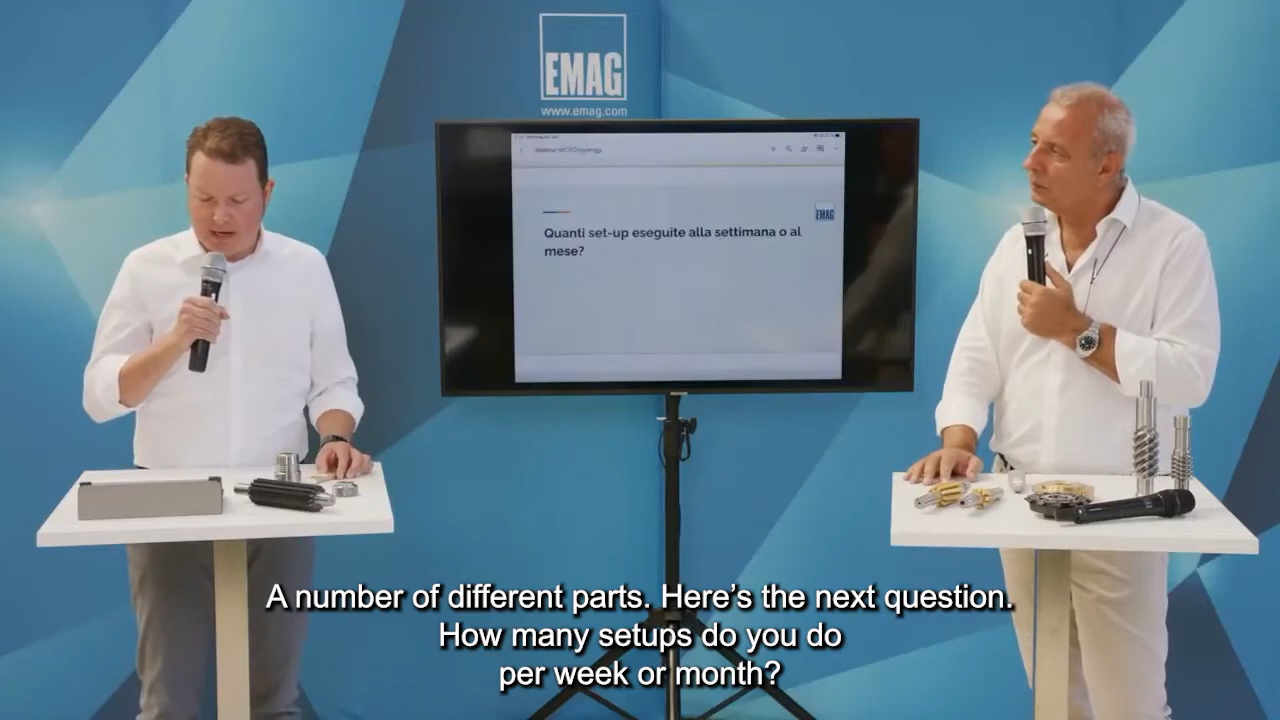 EMAG
www.emag.com
EMAG
Quanti set-up eseguite alla settimana o al
mese?
A number of different parts. Here’s the next question.
How many setups do you do
per week or month?